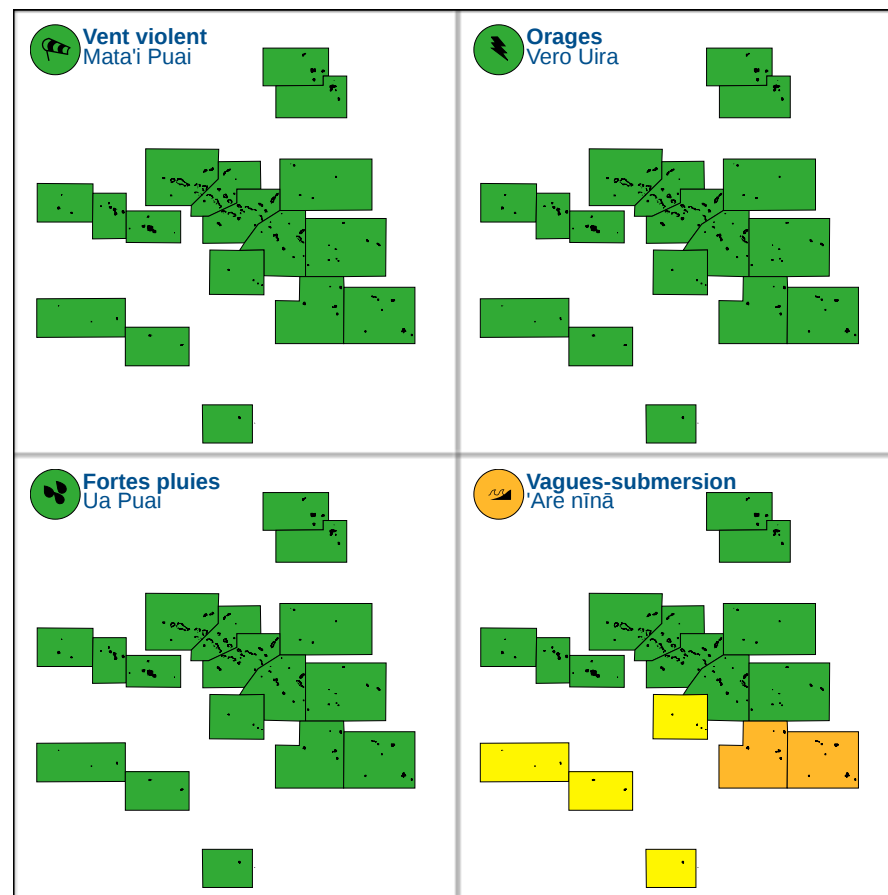 Vent violent
Mata'i Puai
Orages
Vero Uira
Fortes pluies
Ua Puai
Vagues-submersion
'Are nīnā